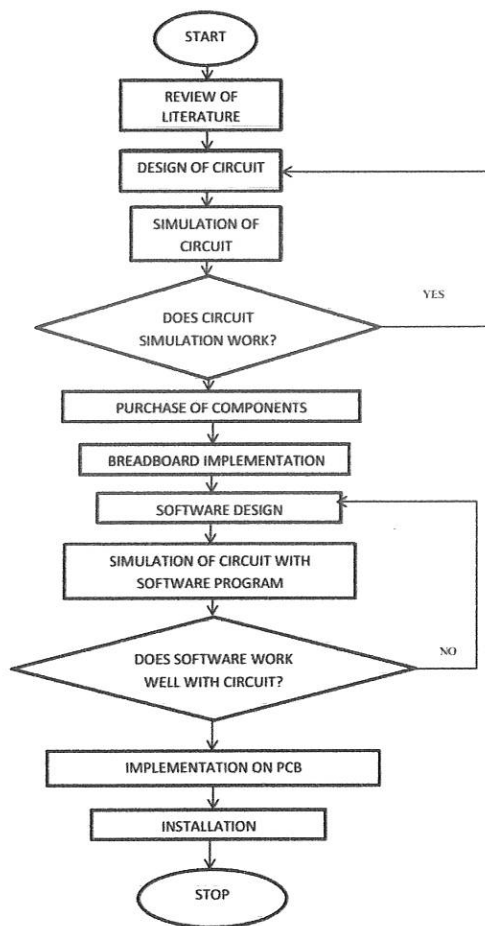 START
REVIEW OF
LITERATURE
DESIGN OF CIRCUIT
SIMULATION OF
CIRCUIT
DOES CIRCUIT
SIMULATION WORK?
YES
PURCHASE OF COMPONENTS
BREADBOARD IMPLEMENTATION
SOFTWARE DESIGN
SIMULATION OF CIRCUIT WITH
SOFTWARE PROGRAM
DOES SOFTWARE WORK
WELL WITH CIRCUIT?
NO
IMPLEMENTATION ON PCB
INSTALLATION
STOP